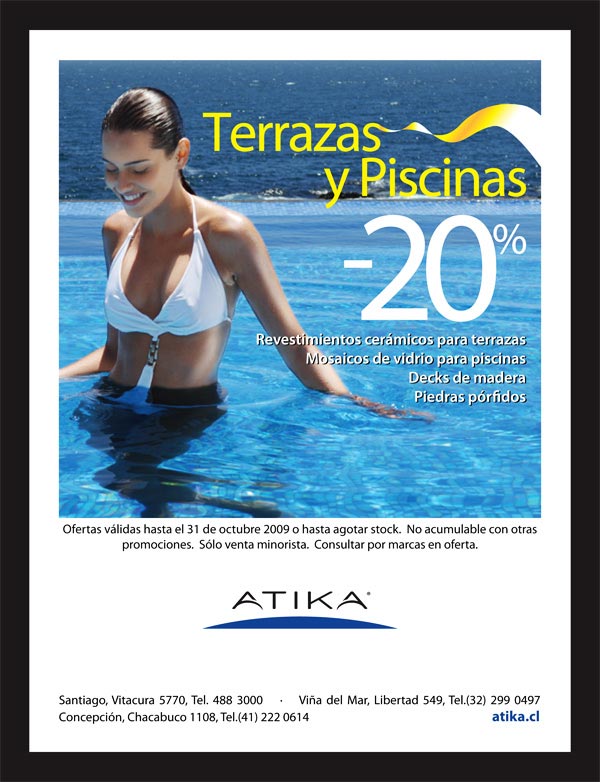 Terrazas
y Piscinas
-20%
Revestimientos cerámicos para terrazas
Mosaicos de vidrio para piscinas
Decks de madera
Piedras pórfidos
Ofertas válidas hasta el 31 de octubre 2009 o hasta agotar stock. No acumulable con otras
promociones. Sólo venta minorista. Consultar por marcas en oferta.
ATIKA®
Santiago, Vitacura 5770, Tel. 488 3000 · Viña del Mar, Libertad 549, Tel.(32) 299 0497
Concepción, Chacabuco 1108, Tel.(41) 222 0614 atika.cl